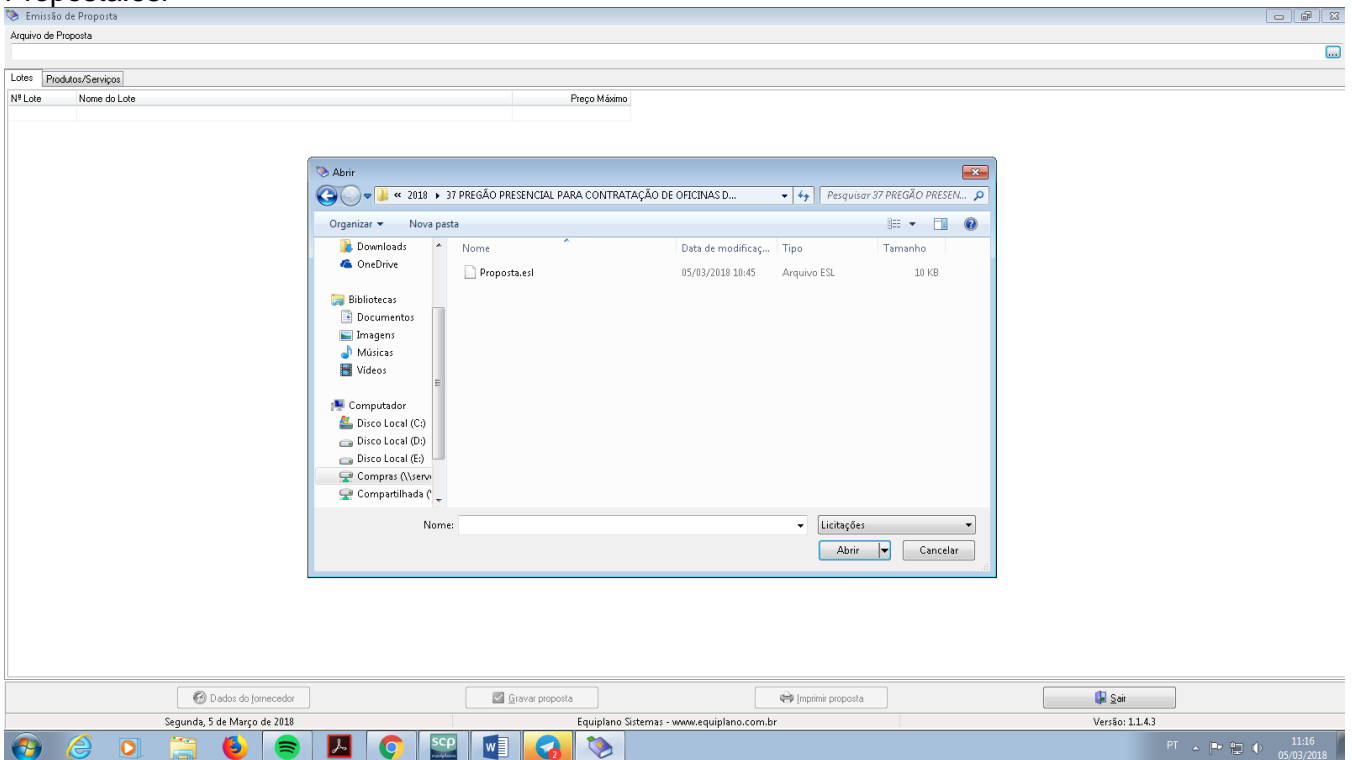 Emissão de Proposta
Arquivo de Proposta
...
Lotes Produtos/Serviços
Nº Lote Nome do Lote Preço Máximo
Abrir
« 2018 37 PREGÃO PRESENCIAL PARA CONTRATAÇÃO DE OFICINAS D... Pesquisar 37 PREGÃO PRESEN...
Organizar Nova pasta
Downloads
OneDrive
Bibliotecas
Documentos
Imagens
Músicas
Vídeos
Computador
Disco Local (C:)
Disco Local (D:)
Disco Local (E:)
Compras (\\serv
Compartilhada (
Nome Data de modificaç... Tipo Tamanho
Proposta.esl 05/03/2018 10:45 Arquivo ESL 10 KB
Nome: Licitações
Abrir Cancelar
Dados do fornecedor Gravar proposta Imprimir proposta Sair
Segunda, 5 de Março de 2018 Equiplano Sistemas - www.equiplano.com.br Versão: 1.1.4.3
scp
PT 11:16
05/03/2018